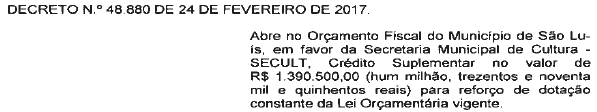 DECRETO N.º 48.880 DE 24 DE FEVEREIRO DE 2017.
Abre no Orçamento Fiscal do Município de São Lu-
ís, em favor da Secretaria Municipal de Cultura -
SECULT, Crédito Suplementar no valor de
R$ 1.390.500,00 (hum milhão, trezentos e noventa
mil e quinhentos reais) para reforço de dotação
constante da Lei Orçamentária vigente.